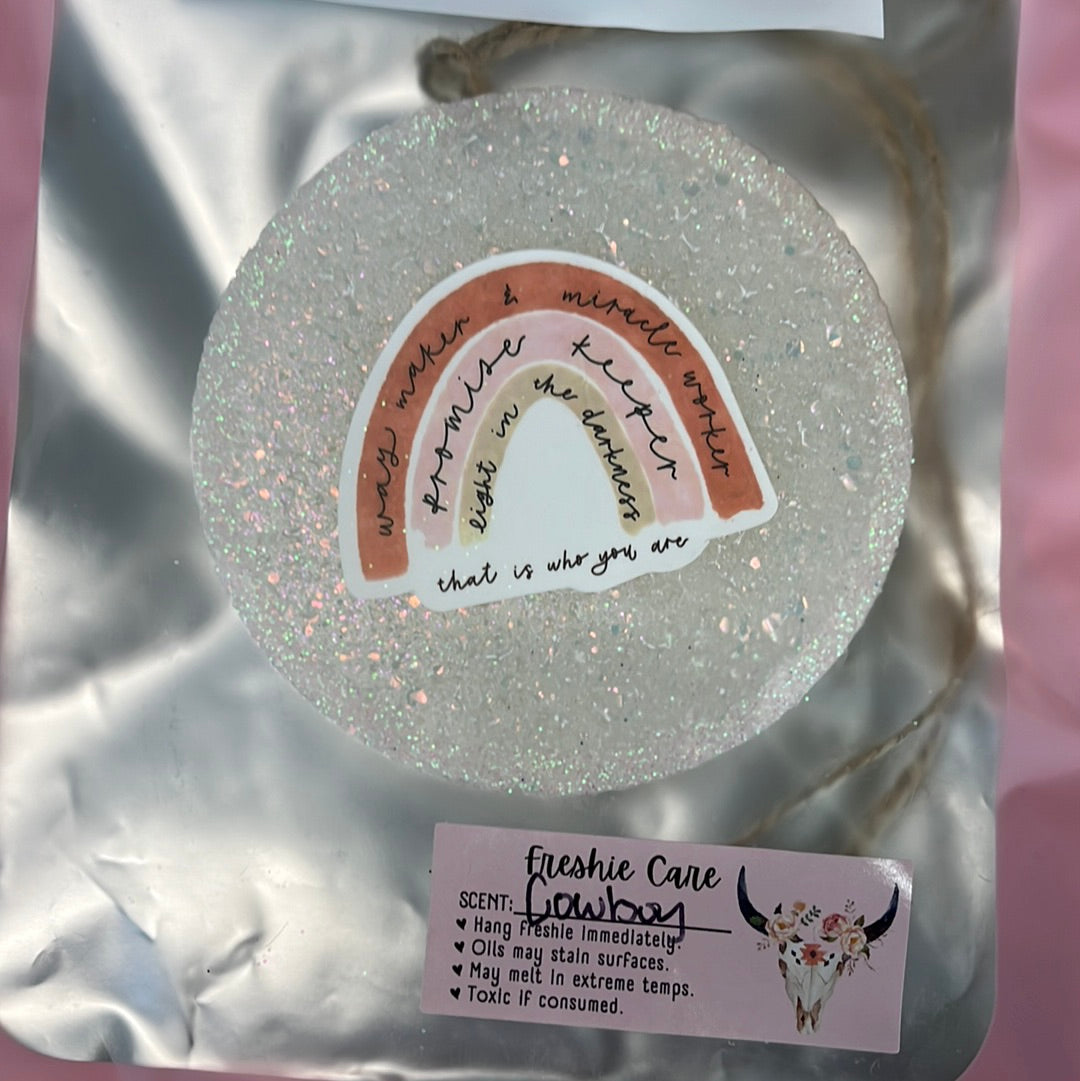 way maker & miracle worker
promise keeper
light in the darkness
that is who you are
Freshie Care
SCENT: Cowboy
♥ Hang freshie immediately.
♥ Oils may stain surfaces.
♥ May melt in extreme temps.
♥ Toxic if consumed.